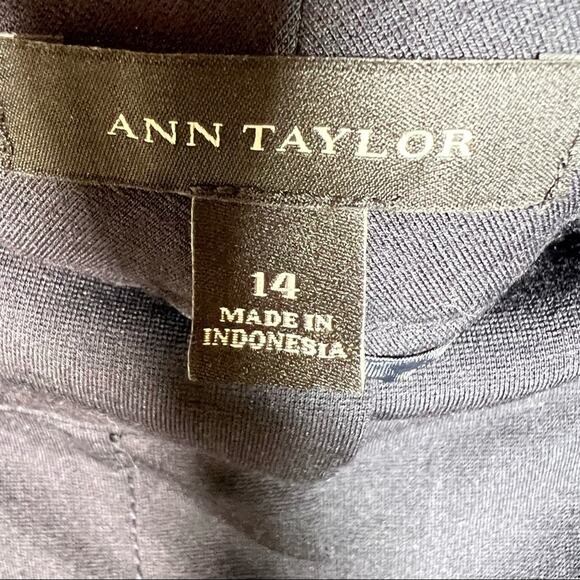 ANN TAYLOR
14
MADE IN
INDONESIA